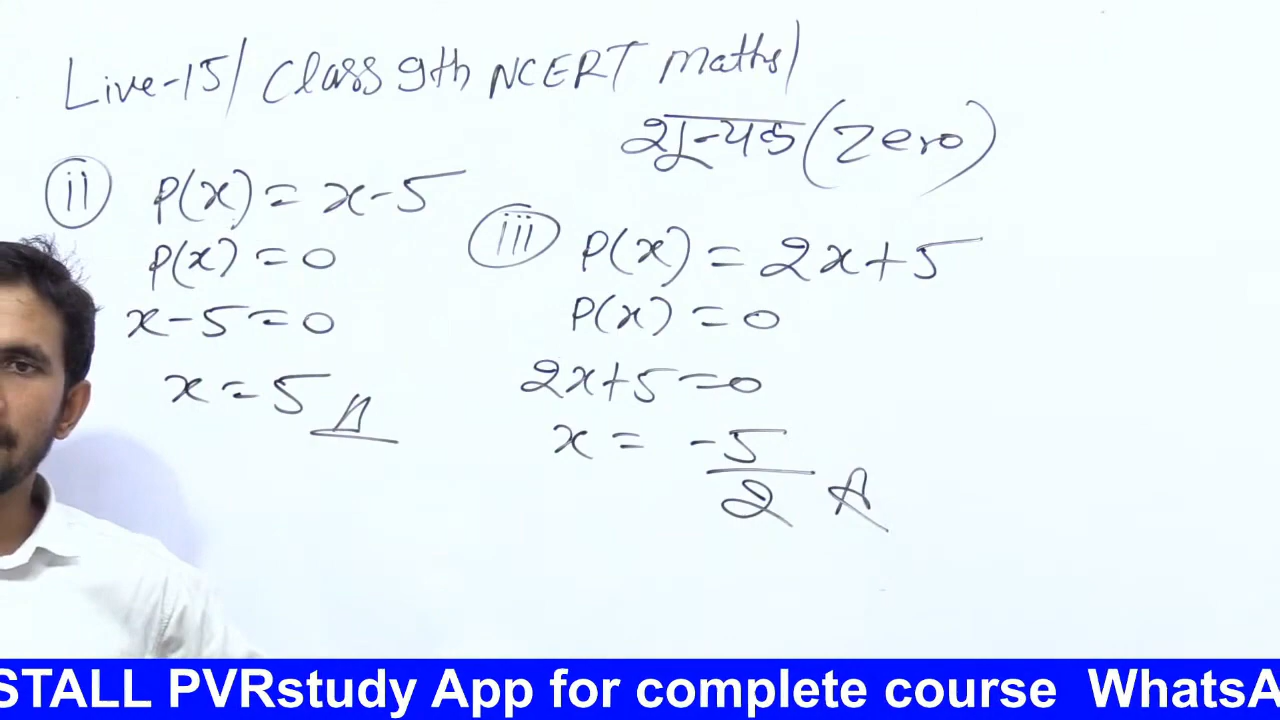 Live-15/ Class 9th NCERT Maths/
शून्यक (Zero)
(ii) P(x) = x-5
P(x) = 0
x-5=0
x = 5 A
(iii) P(x) = 2x+5
P(x) = 0
2x+5=0
x = -5/2 A
STALL PVRstudy App for complete course WhatsA